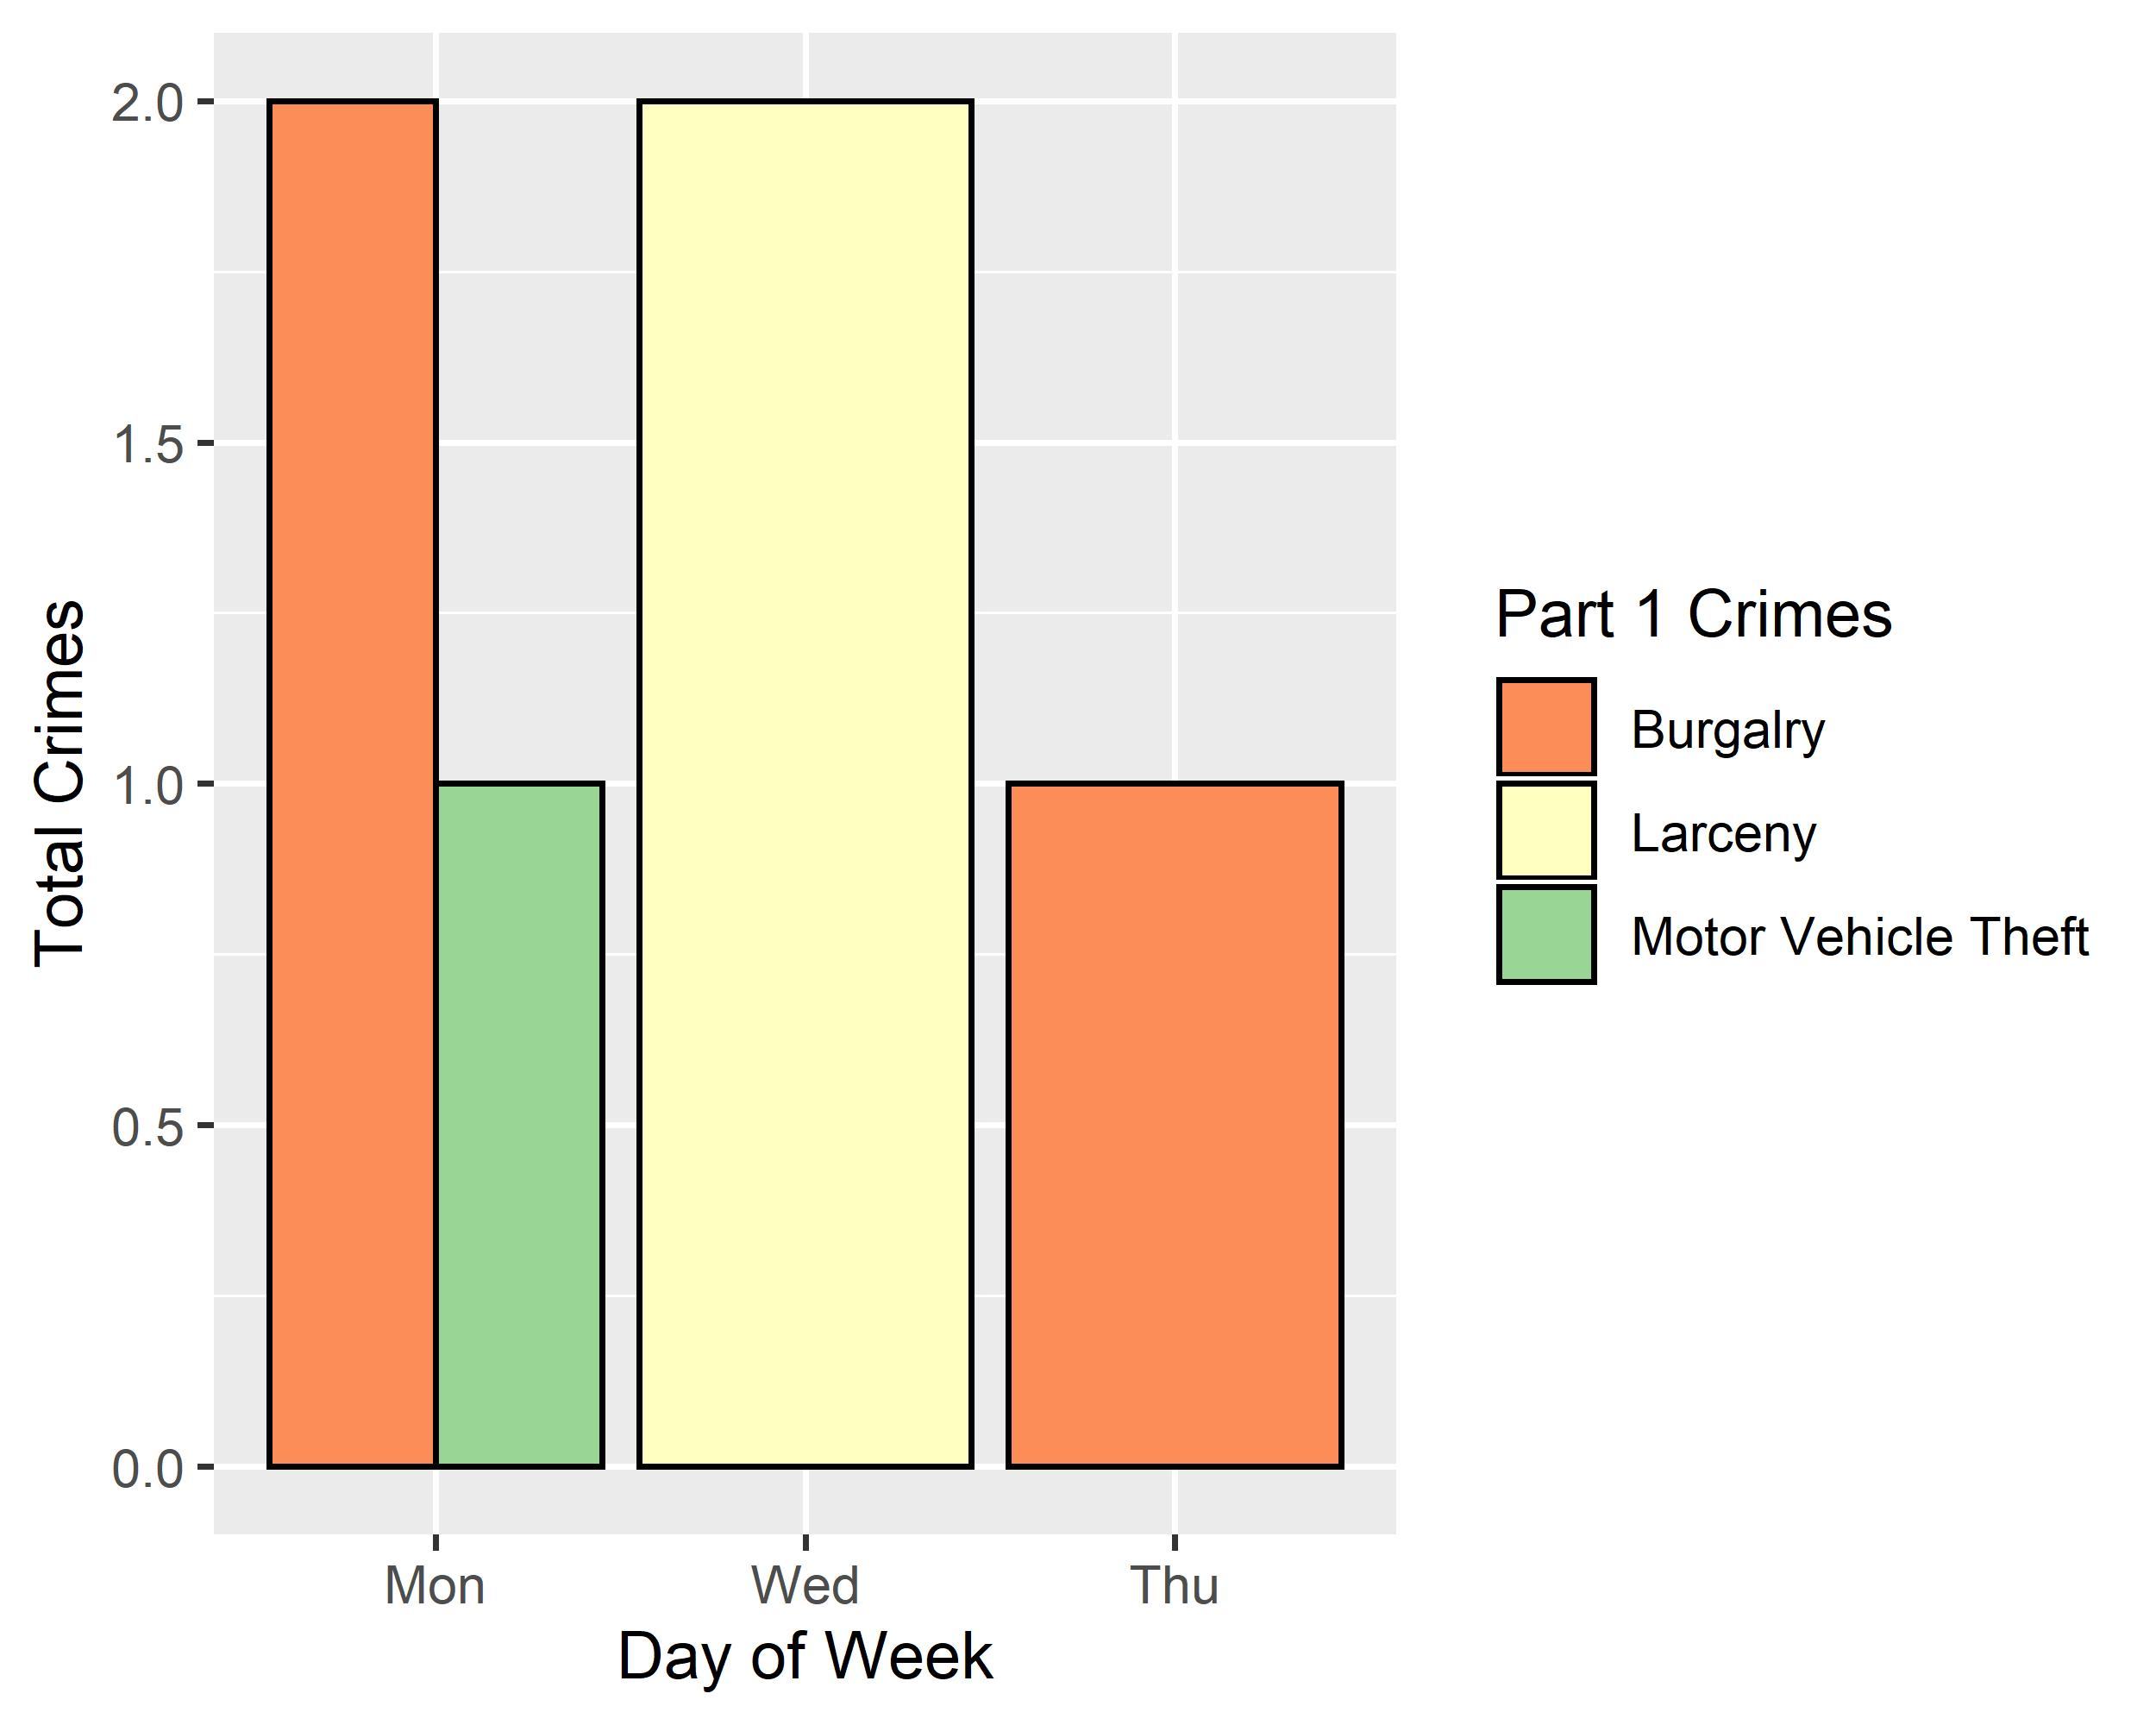 2.0
1.5
1.0
0.5
0.0
Total Crimes
Mon Wed Thu
Day of Week
Part 1 Crimes
Burgalry
Larceny
Motor Vehicle Theft